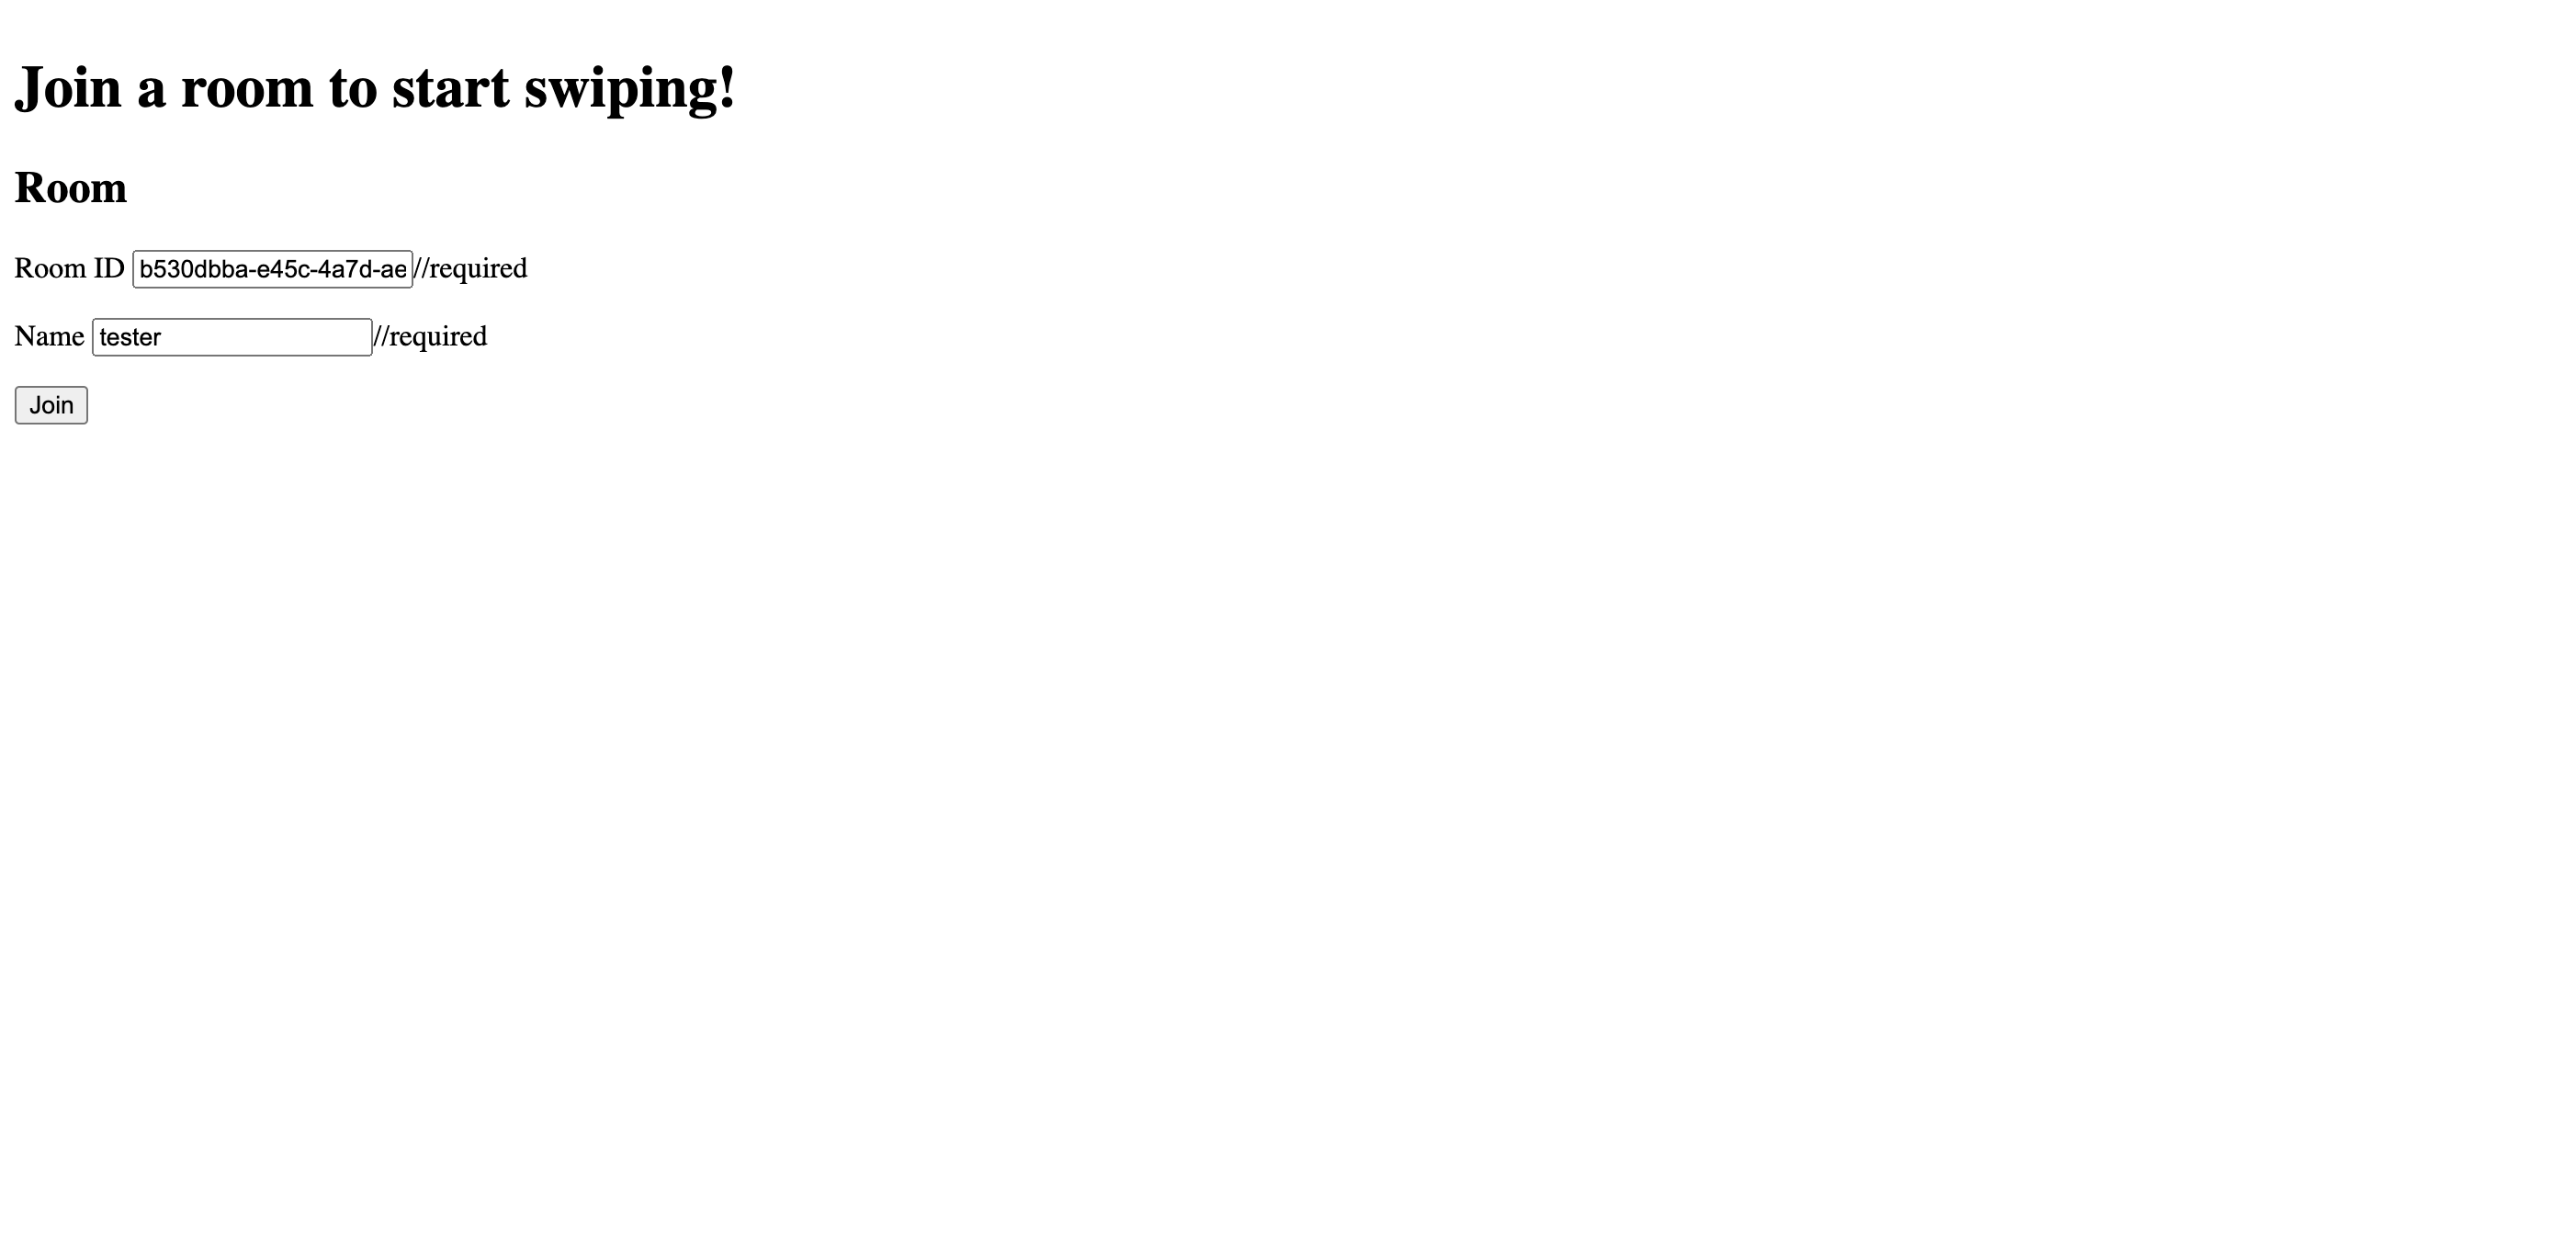 Join a room to start swiping!
Room
Room ID b530dbba-e45c-4a7d-ae//required
Name tester//required
Join